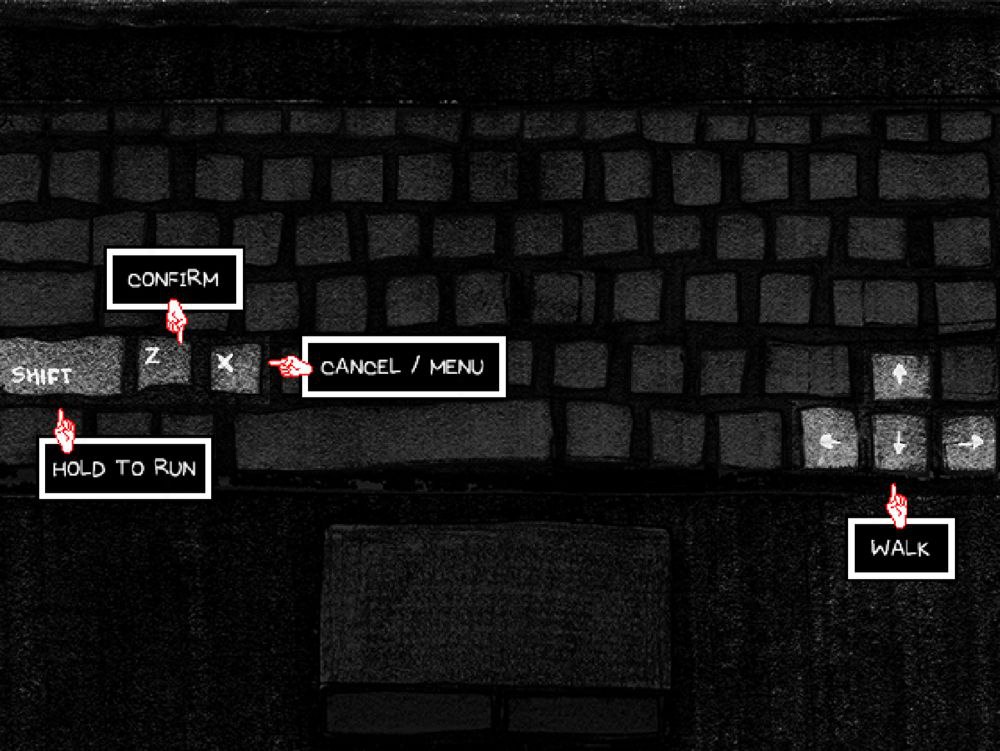 CONFIRM
Z
X
CANCEL / MENU
SHIFT
HOLD TO RUN
↑
← ↓ →
WALK